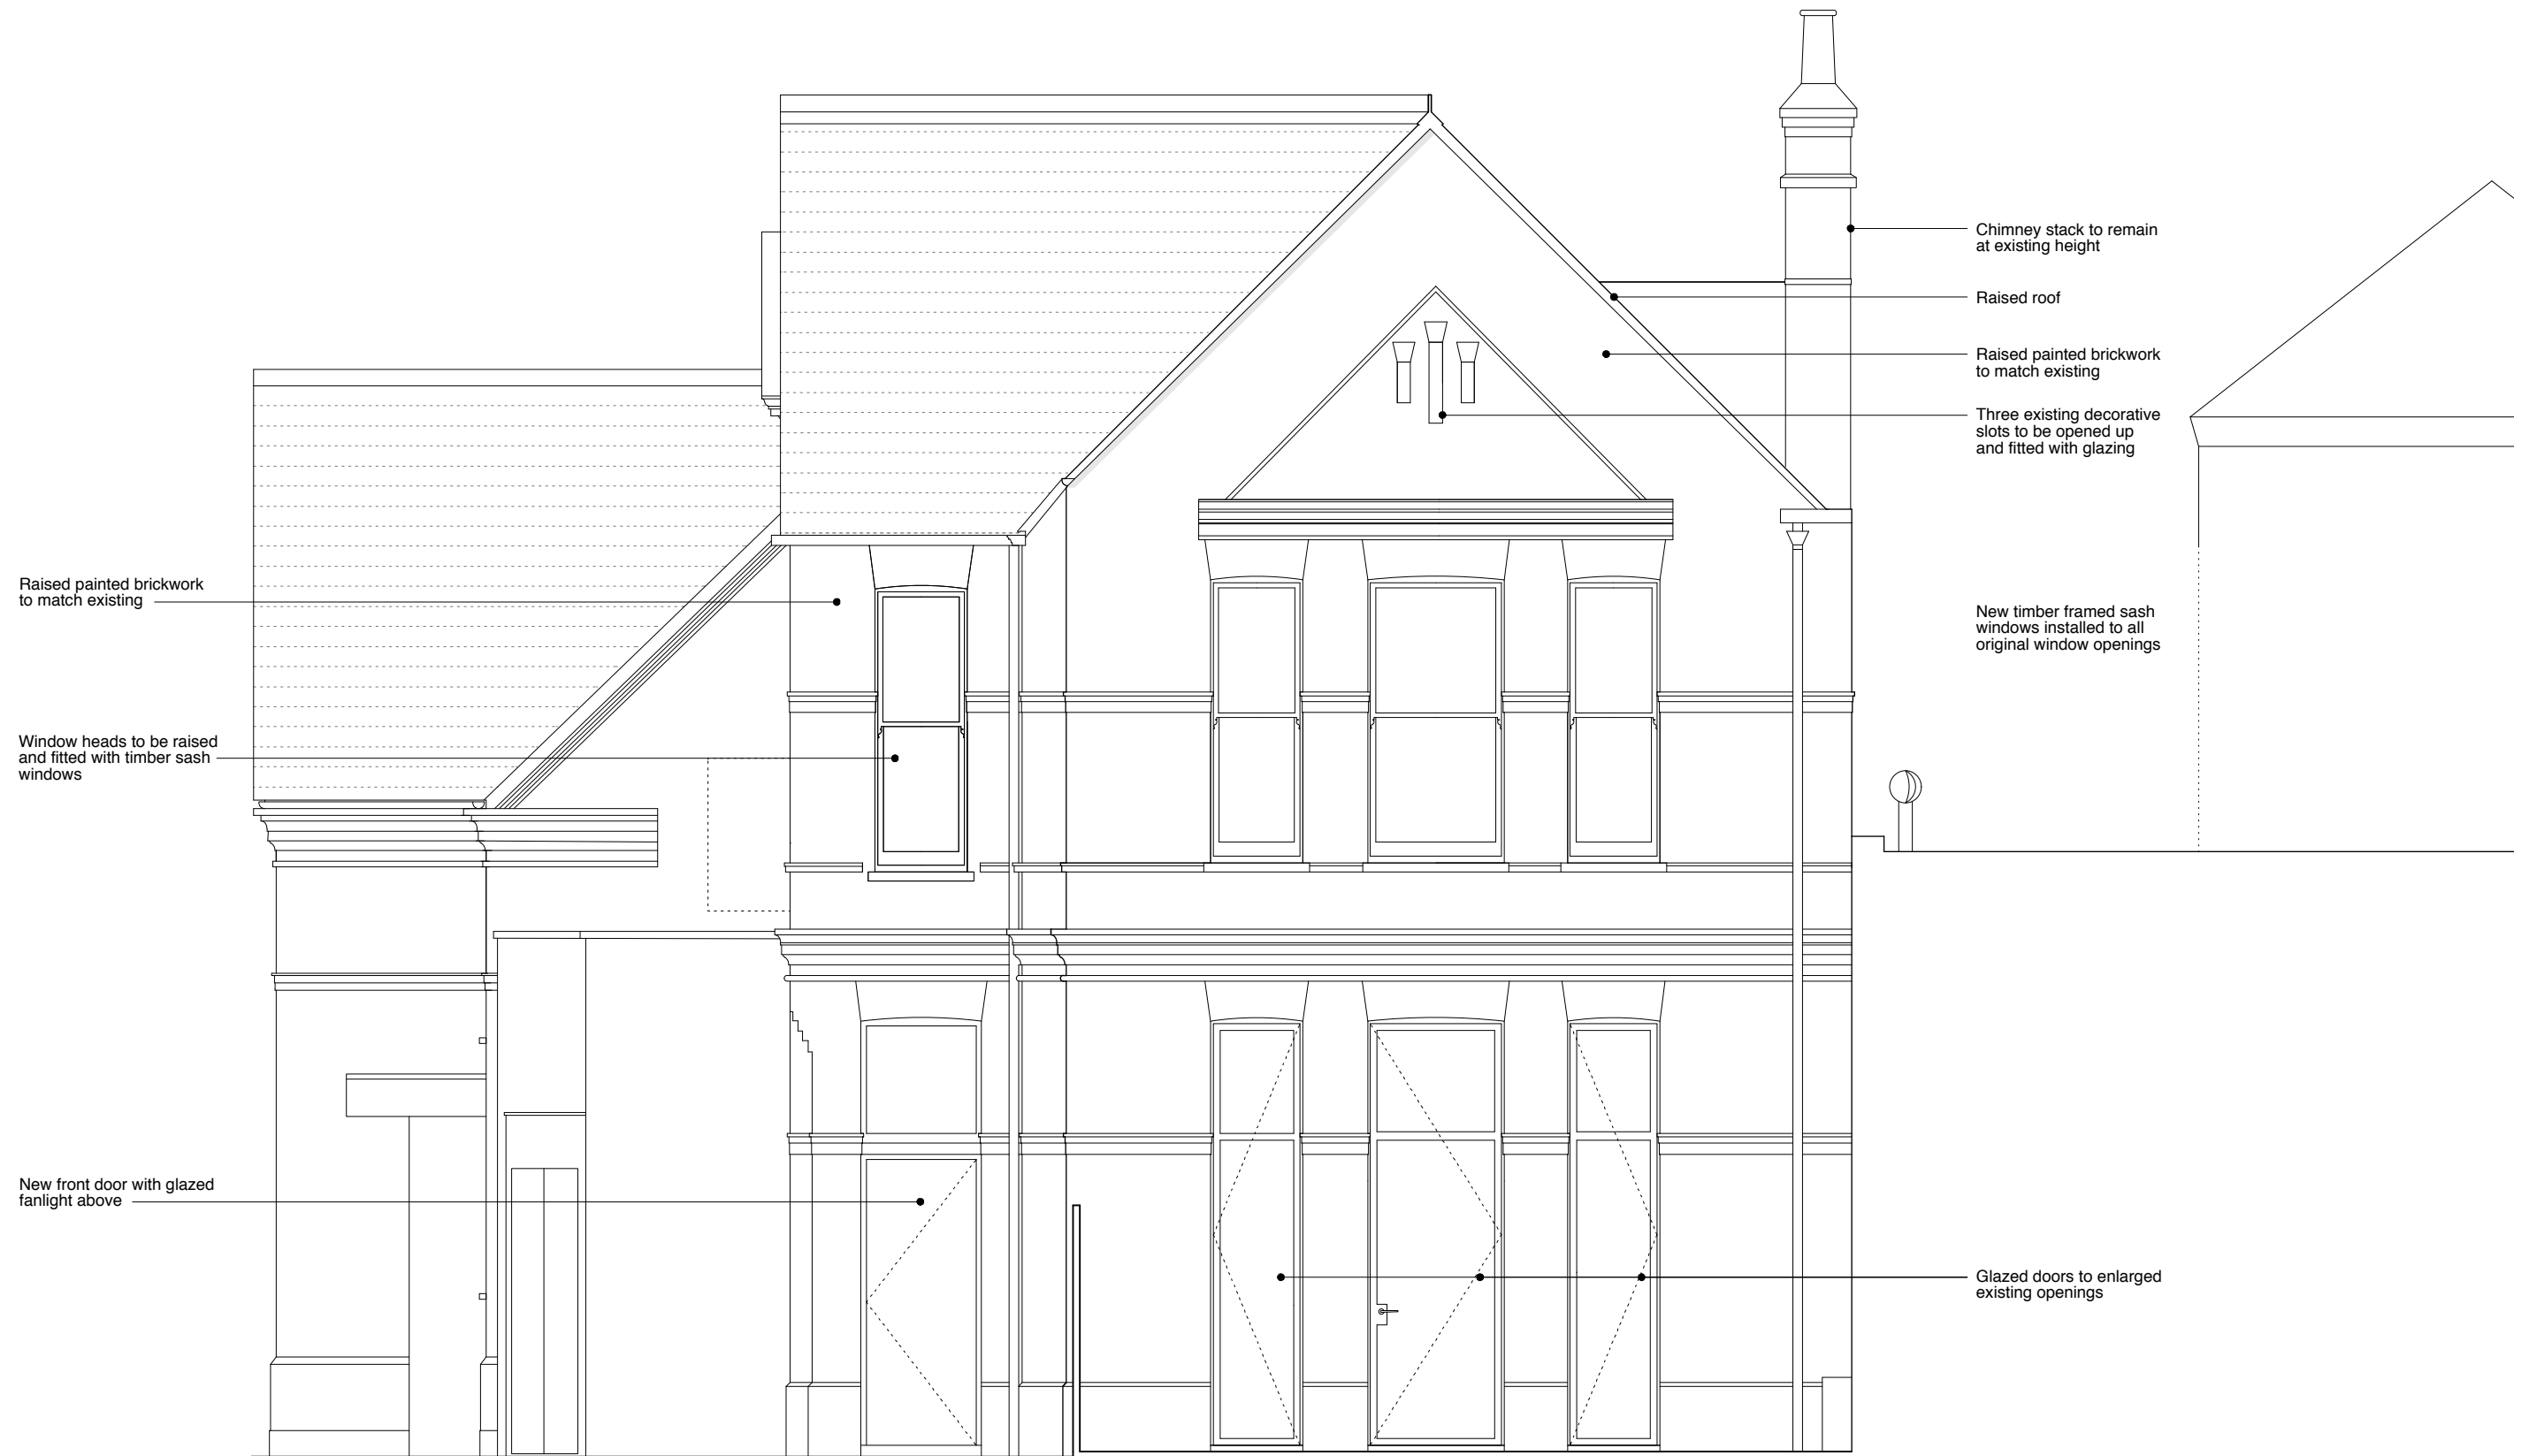 Chimney stack to remain
at existing height
Raised roof
Raised painted brickwork
to match existing
Three existing decorative
slots to be opened up
and fitted with glazing
Raised painted brickwork
to match existing
New timber framed sash
windows installed to all
original window openings
Window heads to be raised
and fitted with timber sash
windows
New front door with glazed
fanlight above
Glazed doors to enlarged
existing openings